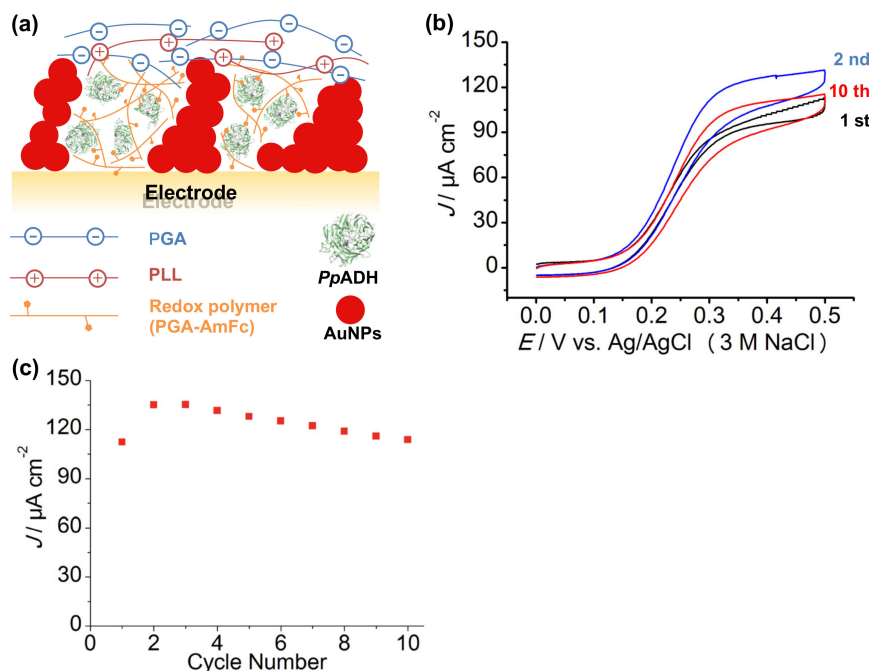 (a)
Electrode
Electrode
PGA
PLL
Redox polymer
(PGA-AmFc)
PpADH
AuNPs
(b)
150
120
90
60
30
0
J / µA cm⁻²
2 nd
10 th
1 st
0.0 0.1 0.2 0.3 0.4 0.5
E / V vs. Ag/AgCl (3 M NaCl)
(c)
150
120
90
60
30
0
J / µA cm⁻²
0 2 4 6 8 10
Cycle Number